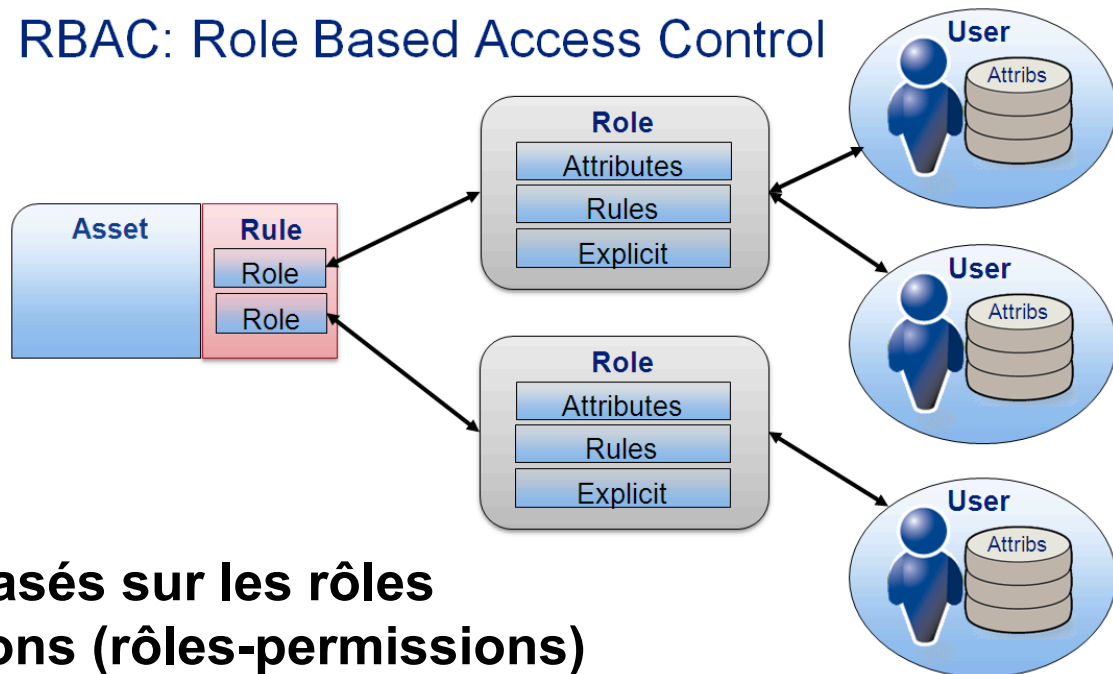 RBAC: Role Based Access Control
User
Attribs
Role
Attributes
Rules
Explicit
Asset
Rule
Role
Role
User
Attribs
Role
Attributes
Rules
Explicit
User
Attribs
asés sur les rôles
ons (rôles-permissions)